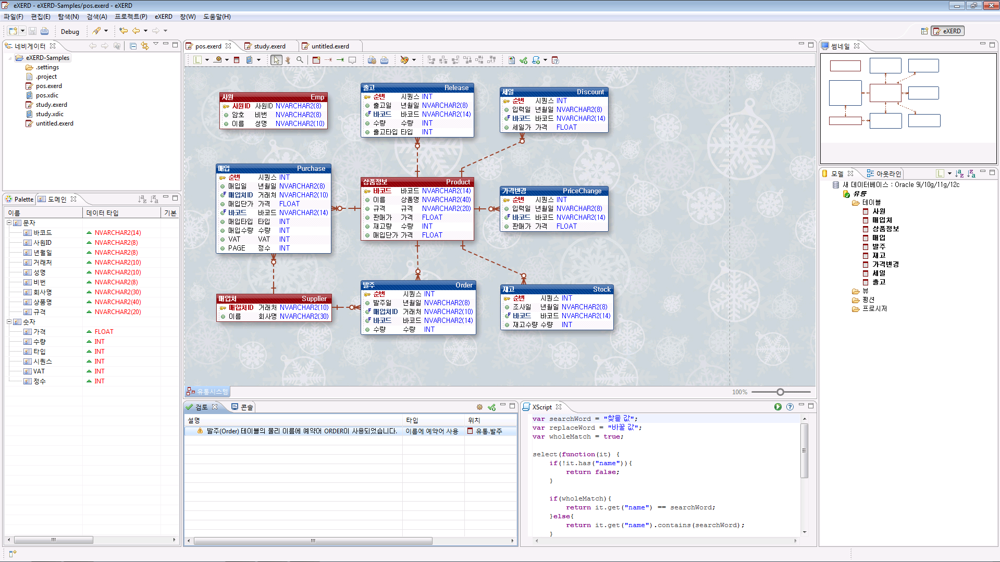 eXERD - eXERD-Samples/pos.exerd - eXERD
파일(F) 편집(E) 탐색(N) 검색(A) 프로젝트(P) eXERD 창(W) 도움말(H)
Debug
eXERD
네비게이터
eXERD-Samples
.settings
.project
pos.exerd
pos.xdic
study.exerd
study.xdic
untitled.exerd
Palette 도메인
이름 데이터 타입 기본
문자
바코드 NVARCHAR2(14)
사원ID NVARCHAR2(8)
년월일 NVARCHAR2(8)
거래처 NVARCHAR2(10)
성명 NVARCHAR2(10)
비번 NVARCHAR2(8)
회사명 NVARCHAR2(30)
상품명 NVARCHAR2(40)
규격 NVARCHAR2(20)
숫자
가격 FLOAT
수량 INT
타입 INT
시퀀스 INT
VAT INT
정수 INT
pos.exerd study.exerd untitled.exerd
사원 Emp
사원ID 사원ID NVARCHAR2(8)
암호 비번 NVARCHAR2(8)
이름 성명 NVARCHAR2(10)
출고 Release
순번 시퀀스 INT
출고일 년월일 NVARCHAR2(8)
바코드 바코드 NVARCHAR2(14)
수량 수량 INT
출고타입 타입 INT
세일 Discount
순번 시퀀스 INT
입력일 년월일 NVARCHAR2(8)
바코드 바코드 NVARCHAR2(14)
세일가 가격 FLOAT
매입 Purchase
순번 시퀀스 INT
매입일 년월일 NVARCHAR2(8)
매입처ID 거래처 NVARCHAR2(10)
매입단가 가격 FLOAT
바코드 바코드 NVARCHAR2(14)
매입타입 타입 INT
매입수량 수량 INT
VAT VAT INT
PAGE 정수 INT
상품정보 Product
바코드 바코드 NVARCHAR2(14)
이름 상품명 NVARCHAR2(40)
규격 규격 NVARCHAR2(20)
판매가 가격 FLOAT
재고량 수량 INT
매입단가 가격 FLOAT
가격변경 PriceChange
순번 시퀀스 INT
입력일 년월일 NVARCHAR2(8)
바코드 바코드 NVARCHAR2(14)
판매가 가격 FLOAT
매입처 Supplier
매입처ID 거래처 NVARCHAR2(10)
이름 회사명 NVARCHAR2(30)
발주 Order
순번 시퀀스 INT
발주일 년월일 NVARCHAR2(8)
매입처ID 거래처 NVARCHAR2(10)
바코드 바코드 NVARCHAR2(14)
수량 수량 INT
재고 Stock
순번 시퀀스 INT
조사일 년월일 NVARCHAR2(8)
바코드 바코드 NVARCHAR2(14)
재고수량 수량 INT
유통시스템
100%
검토 콘솔
설명 타입 위치
발주(Order) 테이블의 물리 이름에 예약어 ORDER이 사용되었습니다. 이름에 예약어 사용 유통.발주
XScript
var searchWord = "찾을 값";
var replaceWord = "바꿀 값";
var wholeMatch = true;
select(function(it) {
if(!it.has("name")){
return false;
}
if(wholeMatch){
return it.get("name") == searchWord;
}else{
return it.get("name").contains(searchWord);
}
썸네일
모델 아웃라인
새 데이터베이스 : Oracle 9i/10g/11g/12c
유통
테이블
사원
매입처
상품정보
매입
발주
재고
가격변경
세일
출고
뷰
펑션
프로시저